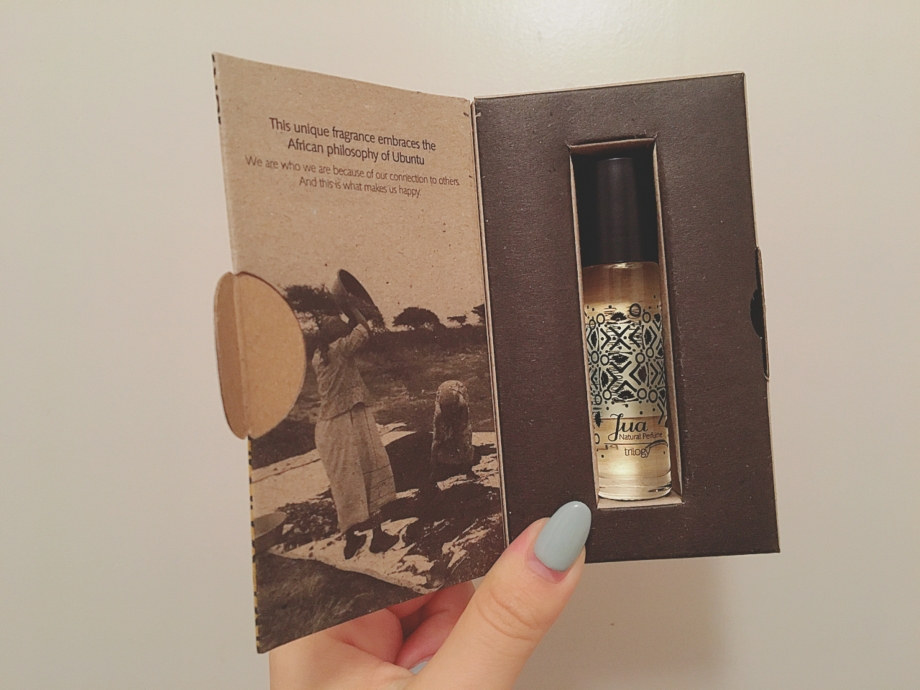 This unique fragrance embraces the
African philosophy of Ubuntu
We are who we are because of our connection to others.
And this is what makes us happy
Jua
Natural Perfume
trilogy